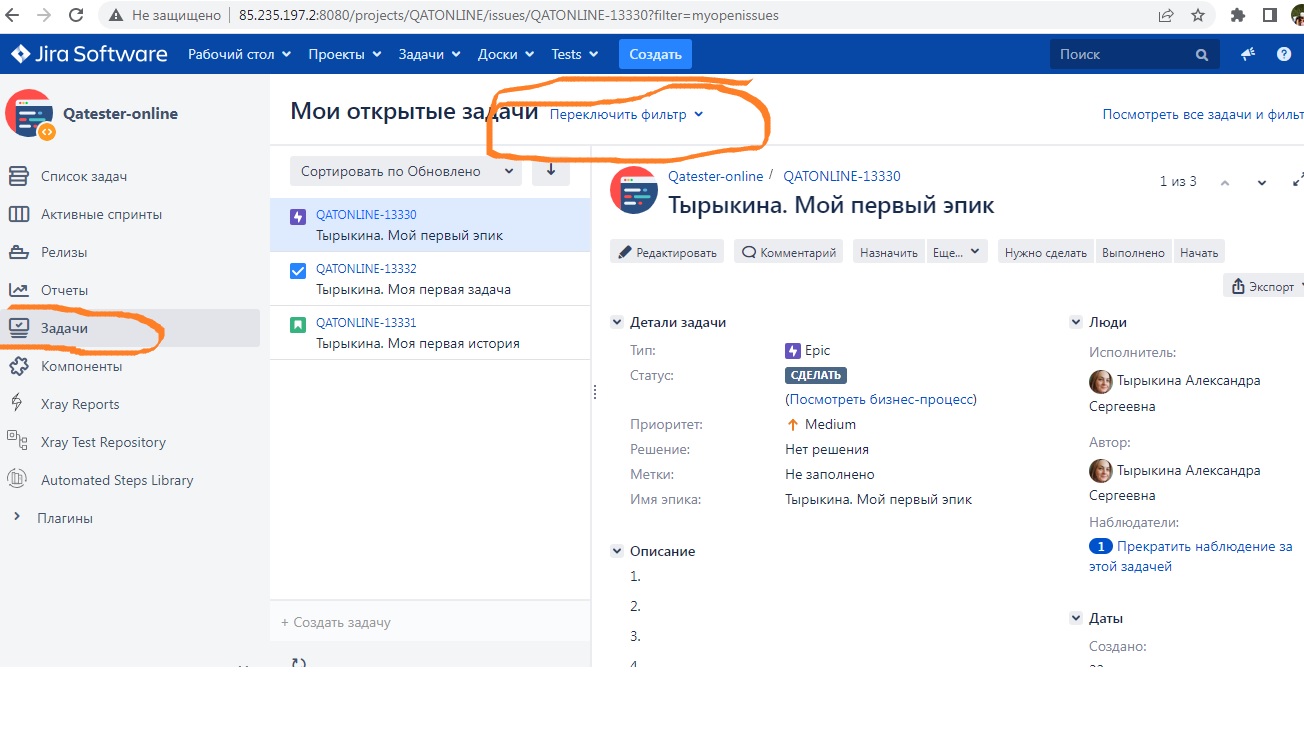 Не защищено 85.235.197.2:8080/projects/QATONLINE/issues/QATONLINE-13330?filter=myopenissues
Jira Software Рабочий стол Проекты Задачи Доски Tests Создать Поиск
Qatester-online
Список задач
Активные спринты
Релизы
Отчеты
Задачи
Компоненты
Xray Reports
Xray Test Repository
Automated Steps Library
Плагины
Мои открытые задачи Переключить фильтр
Посмотреть все задачи и фильт
Сортировать по Обновлено
QATONLINE-13330
Тырыкина. Мой первый эпик
QATONLINE-13332
Тырыкина. Моя первая задача
QATONLINE-13331
Тырыкина. Моя первая история
+ Создать задачу
Qatester-online / QATONLINE-13330
1 из 3
Тырыкина. Мой первый эпик
Редактировать Комментарий Назначить Еще... Нужно сделать Выполнено Начать
Экспорт
Детали задачи
Тип: Epic
Статус: СДЕЛАТЬ
(Посмотреть бизнес-процесс)
Приоритет: Medium
Решение: Нет решения
Метки: Не заполнено
Имя эпика: Тырыкина. Мой первый эпик
Описание
1.
2.
3.
4
Люди
Исполнитель:
Тырыкина Александра
Сергеевна
Автор:
Тырыкина Александра
Сергеевна
Наблюдатели:
1 Прекратить наблюдение за
этой задачей
Даты
Создано: